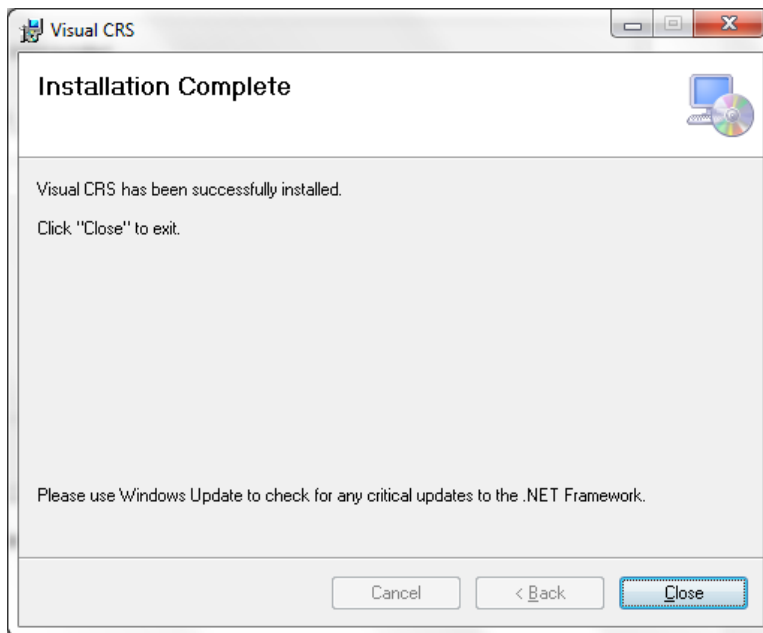 Visual CRS
Installation Complete
Visual CRS has been successfully installed.
Click "Close" to exit.
Please use Windows Update to check for any critical updates to the .NET Framework.
Cancel
< Back
Close